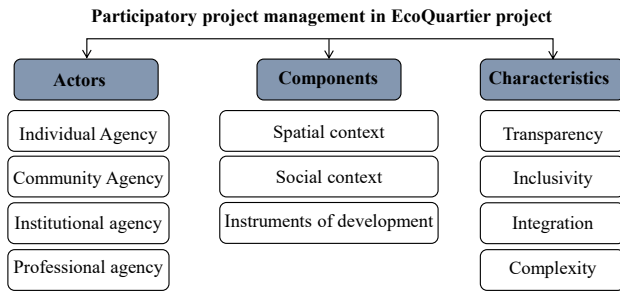 Participatory project management in EcoQuartier project
Actors
Individual Agency
Community Agency
Institutional agency
Professional agency
Components
Spatial context
Social context
Instruments of development
Characteristics
Transparency
Inclusivity
Integration
Complexity